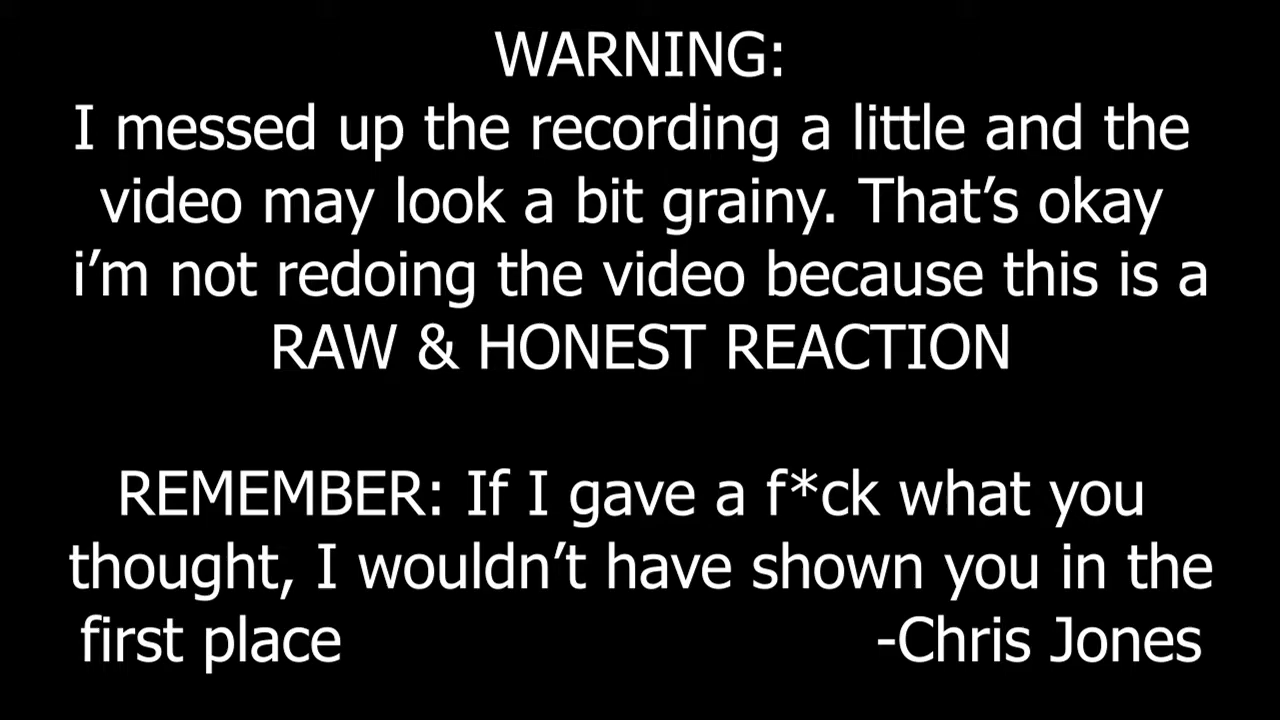 WARNING:
I messed up the recording a little and the
video may look a bit grainy. That’s okay
i’m not redoing the video because this is a
RAW & HONEST REACTION
REMEMBER: If I gave a f*ck what you
thought, I wouldn’t have shown you in the
first place -Chris Jones